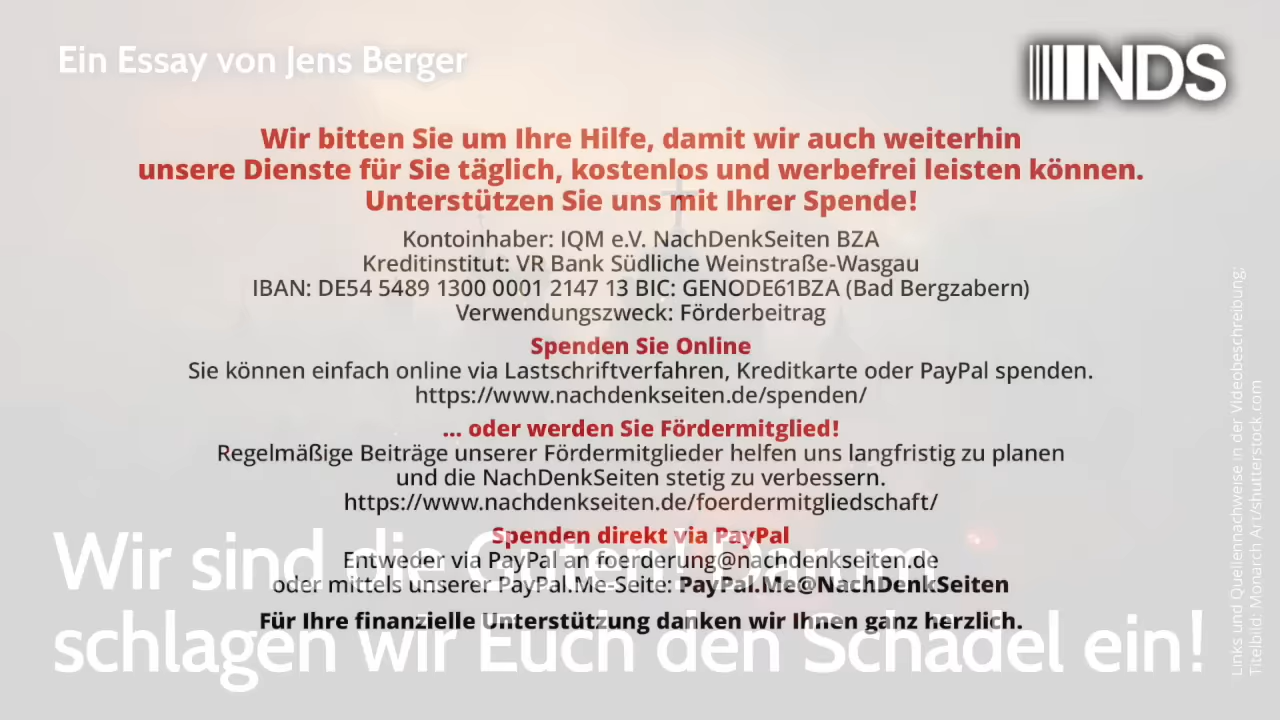 Ein Essay von Jens Berger
NDS
Wir bitten Sie um Ihre Hilfe, damit wir auch weiterhin
unsere Dienste für Sie täglich, kostenlos und werbefrei leisten können.
Unterstützen Sie uns mit Ihrer Spende!
Kontoinhaber: IQM e.V. NachDenkSeiten BZA
Kreditinstitut: VR Bank Südliche Weinstraße-Wasgau
IBAN: DE54 5489 1300 0001 2147 13 BIC: GENODE61BZA (Bad Bergzabern)
Verwendungszweck: Förderbeitrag
Spenden Sie Online
Sie können einfach online via Lastschriftverfahren, Kreditkarte oder PayPal spenden.
https://www.nachdenkseiten.de/spenden/
... oder werden Sie Fördermitglied!
Regelmäßige Beiträge unserer Fördermitglieder helfen uns langfristig zu planen
und die NachDenkSeiten stetig zu verbessern.
https://www.nachdenkseiten.de/foerdermitgliedschaft/
Spenden direkt via PayPal
Entweder via PayPal an foerderung@nachdenkseiten.de
oder mittels unserer PayPal.Me-Seite: PayPal.Me@NachDenkSeiten
Für Ihre finanzielle Unterstützung danken wir Ihnen ganz herzlich.
Wir sind die Guten! Darum
schlagen wir Euch den Schädel ein!
Links und Quellennachweise in der Videobeschreibung;
Titelbild: Monarch Art/shutterstock.com